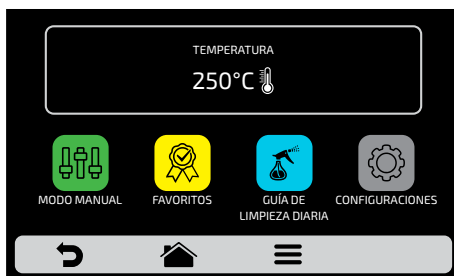 TEMPERATURA
250°C
MODO MANUAL
FAVORITOS
GUÍA DE
LIMPIEZA DIARIA
CONFIGURACIONES